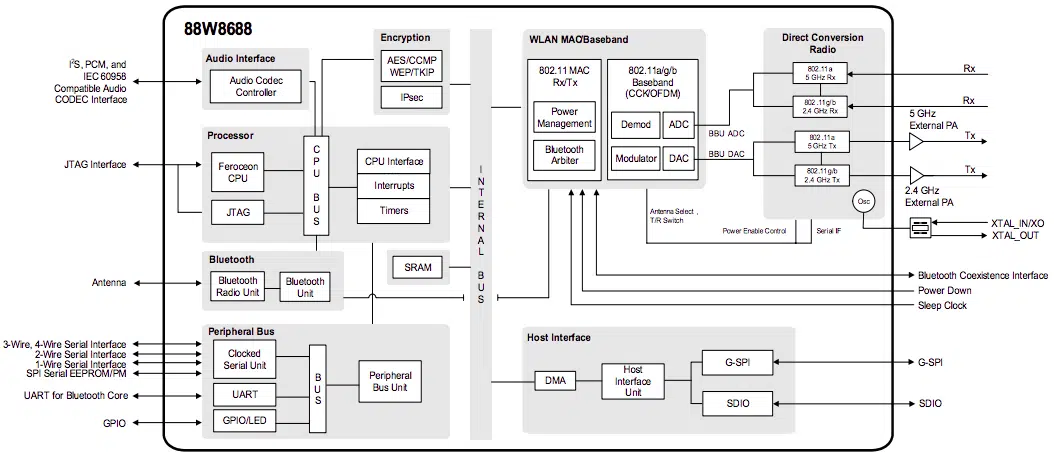 88W8688
I²S, PCM, and
IEC 60958
Compatible Audio
CODEC Interface
Audio Interface
Audio Codec
Controller
Encryption
AES/CCMP
WEP/TKIP
IPsec
JTAG Interface
Processor
Feroceon
CPU
JTAG
CPU BUS
CPU Interface
Interrupts
Timers
Antenna
Bluetooth
Bluetooth
Radio Unit
Bluetooth
Unit
SRAM
3-Wire, 4-Wire Serial Interface
2-Wire Serial Interface
1-Wire Serial Interface
SPI Serial EEPROM/PM
UART for Bluetooth Core
GPIO
Peripheral Bus
Clocked
Serial Unit
UART
GPIO/LED
BUS
Peripheral
Bus Unit
INTERNAL BUS
WLAN MAC/Baseband
802.11 MAC
Rx/Tx
Power
Management
Bluetooth
Arbiter
802.11a/g/b
Baseband
(CCK/OFDM)
Demod
ADC
Modulator
DAC
BBU ADC
BBU DAC
Antenna Select ,
T/R Switch
Power Enable Control
Serial IF
Direct Conversion
Radio
802.11a
5 GHz Rx
802.11g/b
2.4 GHz Rx
802.11a
5GHz Tx
802.11g/b
2.4GHz Tx
Osc
Rx
Rx
5 GHz
External PA
Tx
Tx
2.4 GHz
External PA
XTAL_IN/XO
XTAL_OUT
Bluetooth Coexistence Interface
Power Down
Sleep Clock
Host Interface
DMA
Host
Interface
Unit
G-SPI
SDIO
G-SPI
SDIO